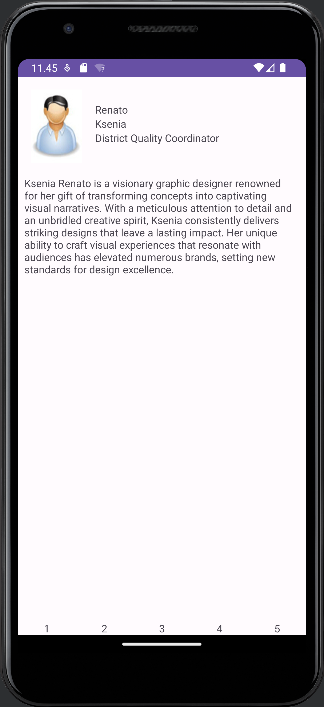 11.45
Renato
Ksenia
District Quality Coordinator
Ksenia Renato is a visionary graphic designer renowned
for her gift of transforming concepts into captivating
visual narratives. With a meticulous attention to detail and
an unbridled creative spirit, Ksenia consistently delivers
striking designs that leave a lasting impact. Her unique
ability to craft visual experiences that resonate with
audiences has elevated numerous brands, setting new
standards for design excellence.
1 2 3 4 5